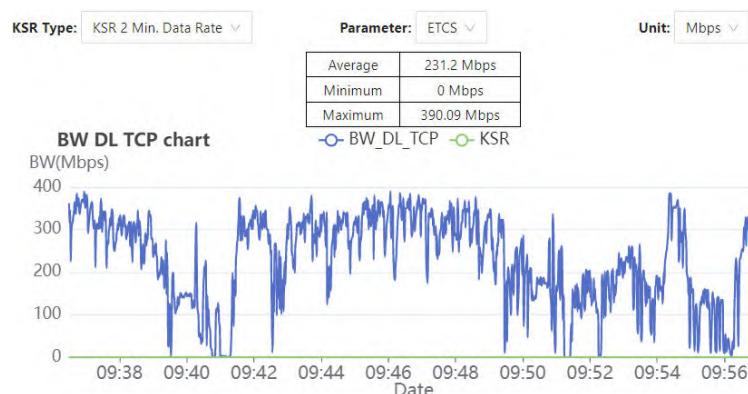 KSR Type: KSR 2 Min. Data Rate Parameter: ETCS Unit: Mbps
Average 231.2 Mbps
Minimum 0 Mbps
Maximum 390.09 Mbps
BW DL TCP chart BW_DL_TCP KSR
BW(Mbps)
400
300
200
100
0
09:38 09:40 09:42 09:44 09:46 09:48 09:50 09:52 09:54 09:56
Date